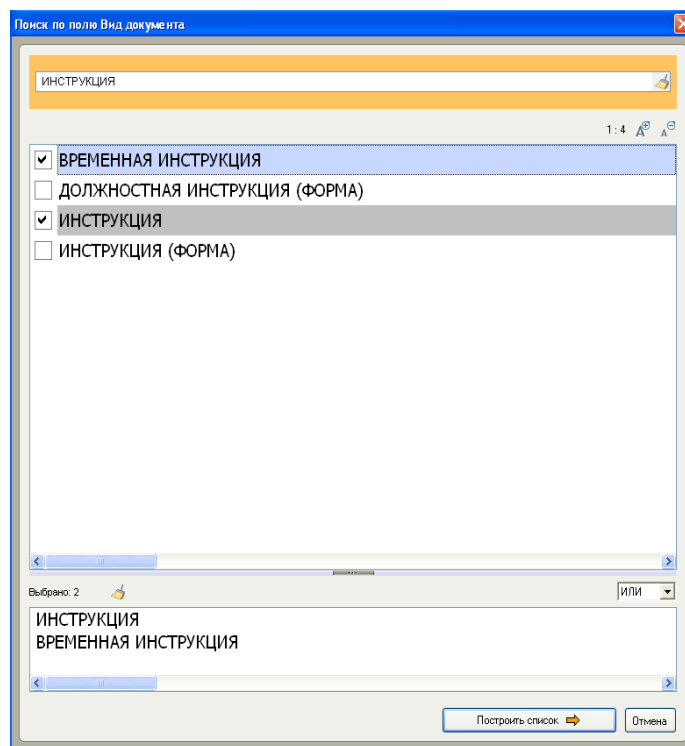 Поиск по полю Вид документа
ИНСТРУКЦИЯ
1:4
ВРЕМЕННАЯ ИНСТРУКЦИЯ
ДОЛЖНОСТНАЯ ИНСТРУКЦИЯ (ФОРМА)
ИНСТРУКЦИЯ
ИНСТРУКЦИЯ (ФОРМА)
Выбрано: 2
ИЛИ
ИНСТРУКЦИЯ
ВРЕМЕННАЯ ИНСТРУКЦИЯ
Построить список
Отмена